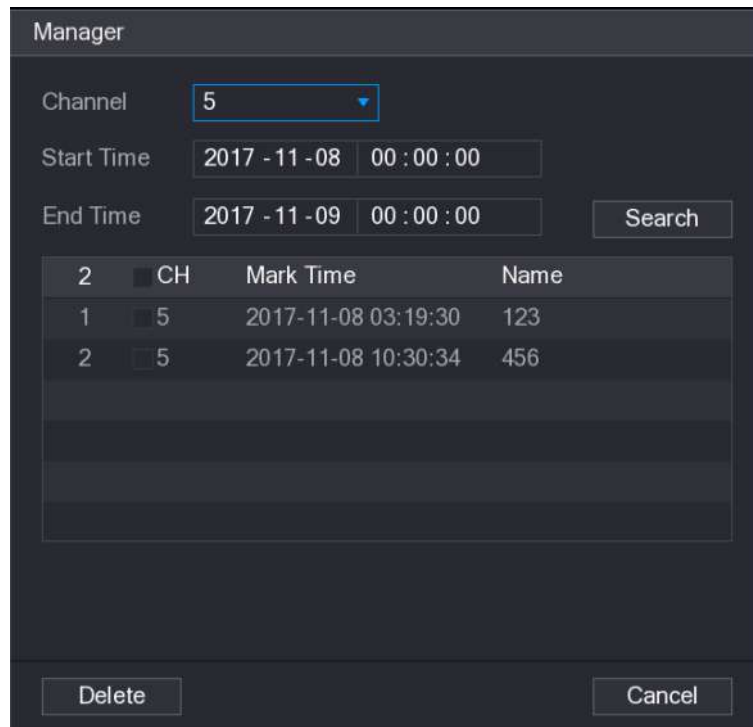 Manager
Channel 5
Start Time 2017 -11 -08 00 : 00 : 00
End Time 2017 -11 -09 00 : 00 : 00 Search
2 CH Mark Time Name
1 5 2017-11-08 03:19:30 123
2 5 2017-11-08 10:30:34 456
Delete Cancel